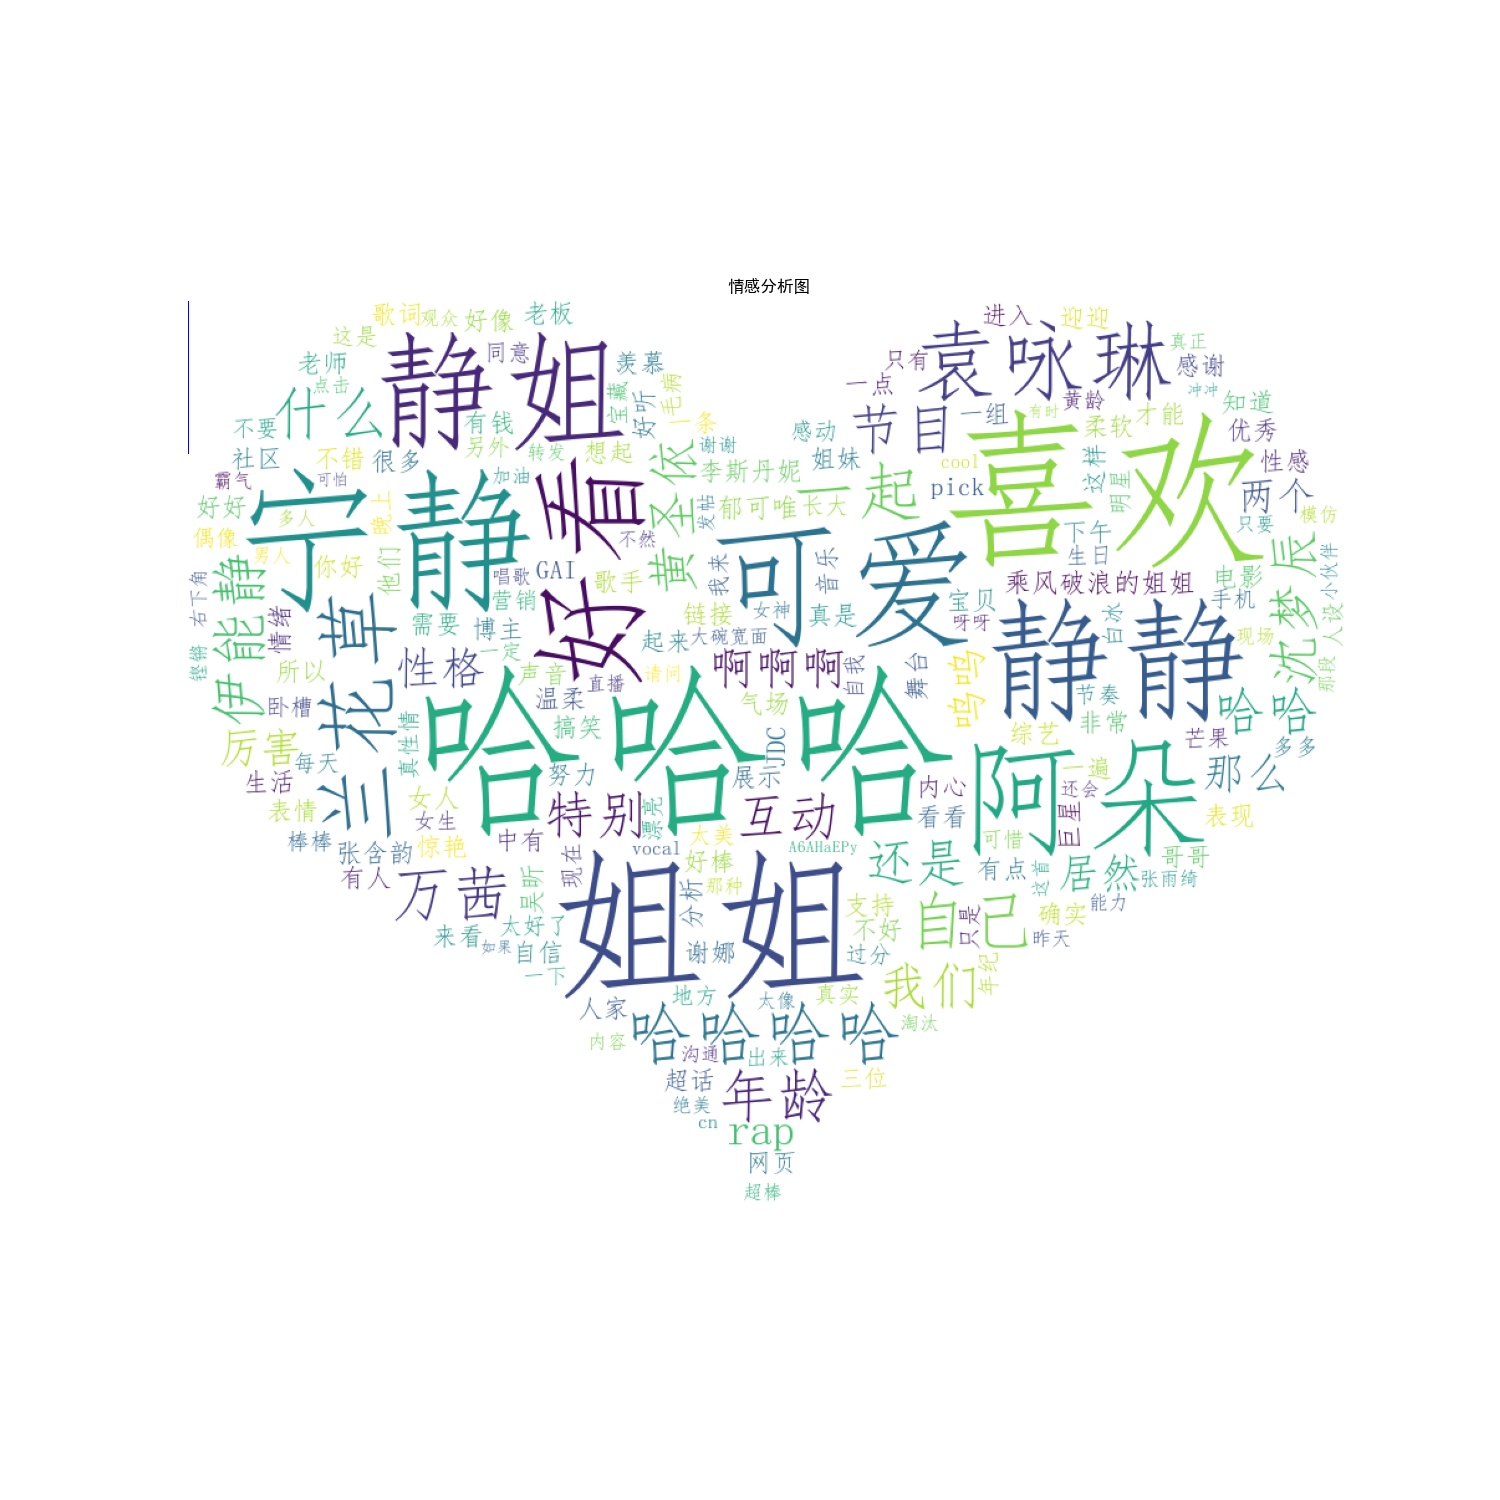 情感分析图
歌词
观众
好像
老板
进入
迎迎
这是
静姐
同意
袁咏琳
真正
老师
羡慕
只有
感谢
点击
什么
宝藏
毛病
一点
冲冲
有钱
好听
一条
节目
一组
黄龄
有时
知道
不要
感动
喜欢
柔软
才能
优秀
另外
转发
想起
谢谢
社区
不错
很多
依
姐妹
cool
这样
性感
霸气
可怕
加油
李斯丹妮
一起
pick
明星
两个
好好
宁静
好看
黄圣依
郁可唯
长大
模仿
多人
晚上
发帖
只要
偶像
不然
可爱
下午
男人
你好
他们
唱歌
GAI
歌手
我来
音乐
生日
沈梦辰
小伙伴
右下角
伊能静
营销
乘风破浪的姐姐
电影
手机
兰花草
链接
女神
真是
宝贝
情绪
需要
博主
起来
大碗宽面
呀呀
静静
白冰
现场
人设
铿锵
所以
性格
一定
声音
请问
啊啊啊
自我
舞台
呜呜
那段
卧槽
真性情
温柔
直播
气场
节奏
哈哈
厉害
哈哈哈
搞笑
JDC
综艺
非常
芒果
多多
生活
每天
努力
展示
阿朵
一遍
那么
表情
女人
特别
漂亮
互动
内心
还会
女生
看看
巨星
表现
棒棒
张含韵
惊艳
中有
vocal
太美
A6AHaEPy
可惜
有人
万茜
吴昕
现在
姐姐
好棒
还是
有点
这首
居然
哥哥
张雨绮
那种
分析
支持
自己
只是
确实
能力
来看
太好了
不好
昨天
如果
自信
谢娜
过分
一下
我们
年纪
人家
地方
太像
真实
内容
哈哈哈哈
淘汰
沟通
出来
超话
年龄
三位
绝美
cn
rap
网页
超棒